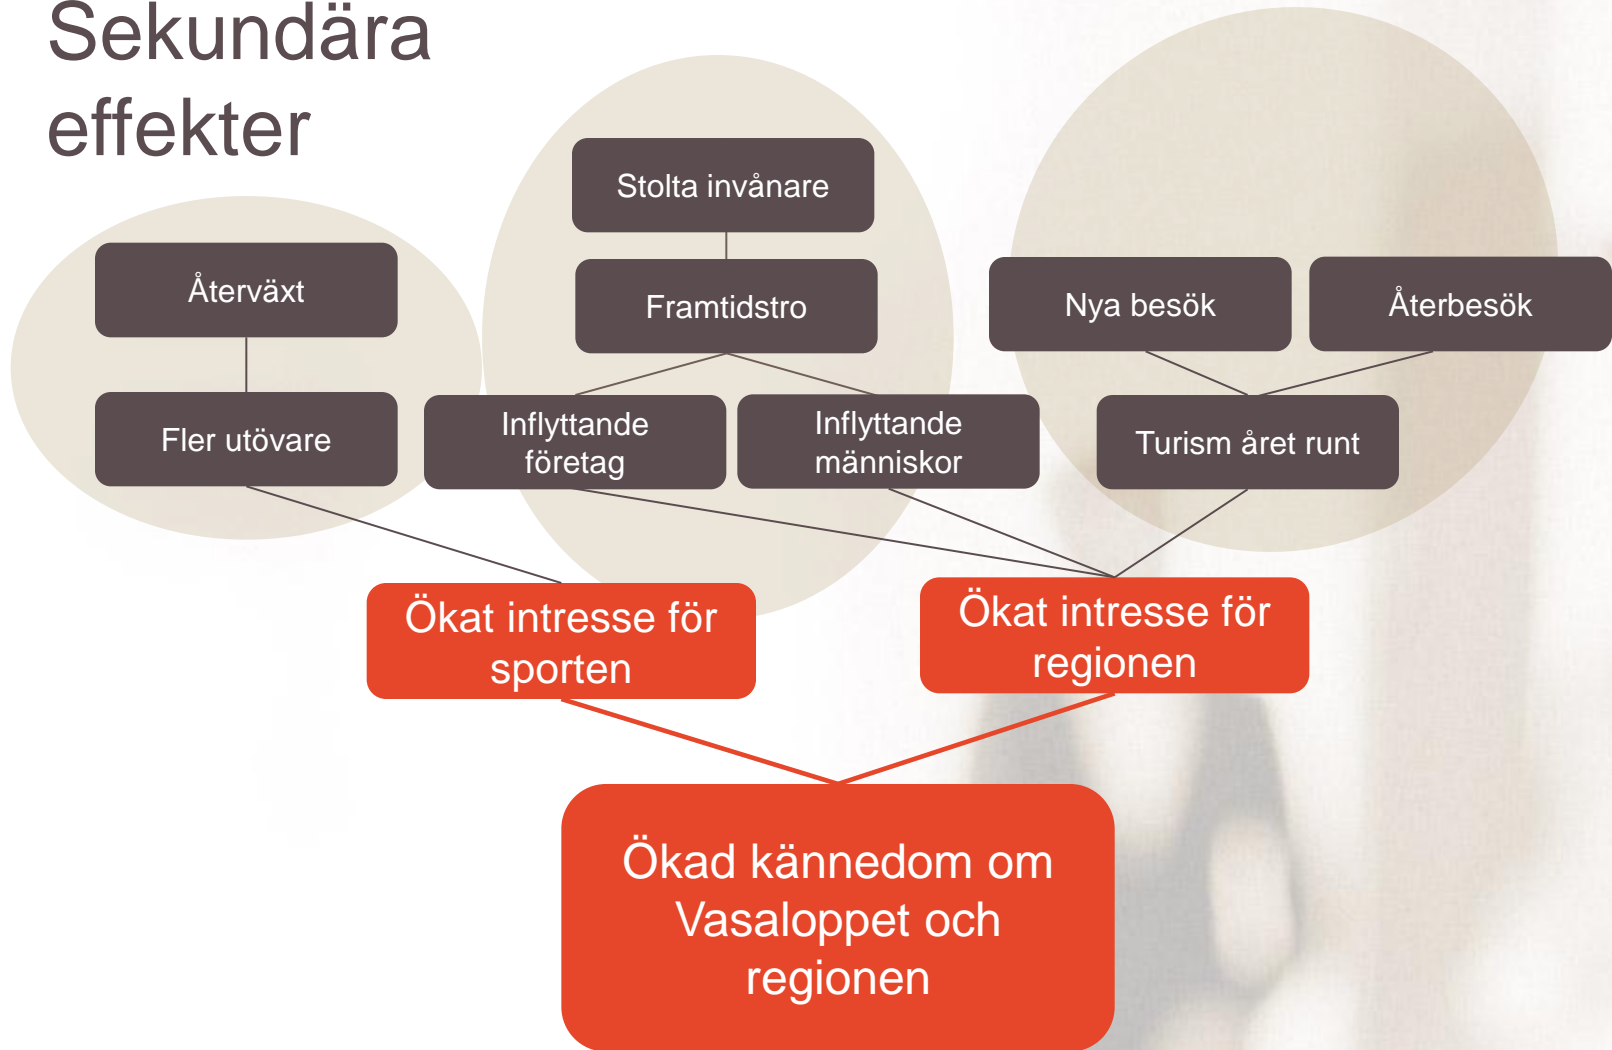 Sekundära
effekter
Stolta invånare
Återväxt
Framtidstro
Nya besök
Återbesök
Fler utövare
Inflyttande
företag
Inflyttande
människor
Turism året runt
Ökat intresse för
sporten
Ökat intresse för
regionen
Ökad kännedom om
Vasaloppet och
regionen